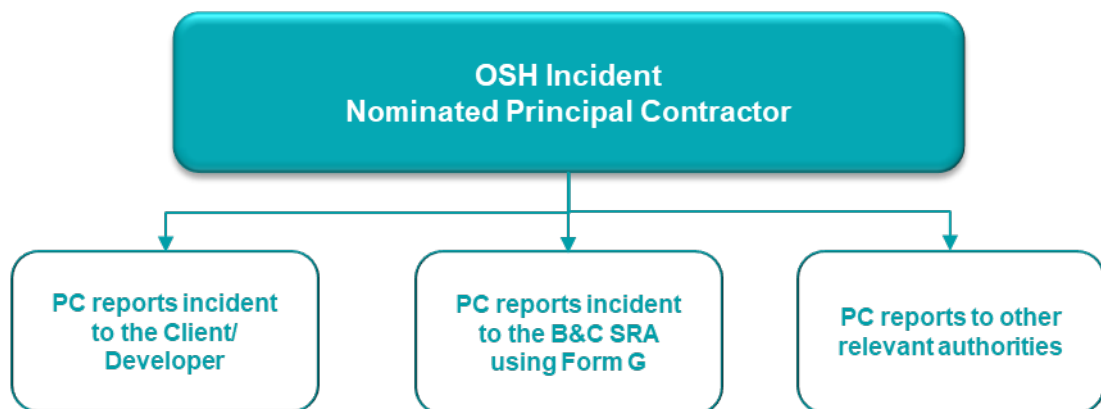 OSH Incident
Nominated Principal Contractor
PC reports incident
to the Client/
Developer
PC reports incident
to the B&C SRA
using Form G
PC reports to other
relevant authorities